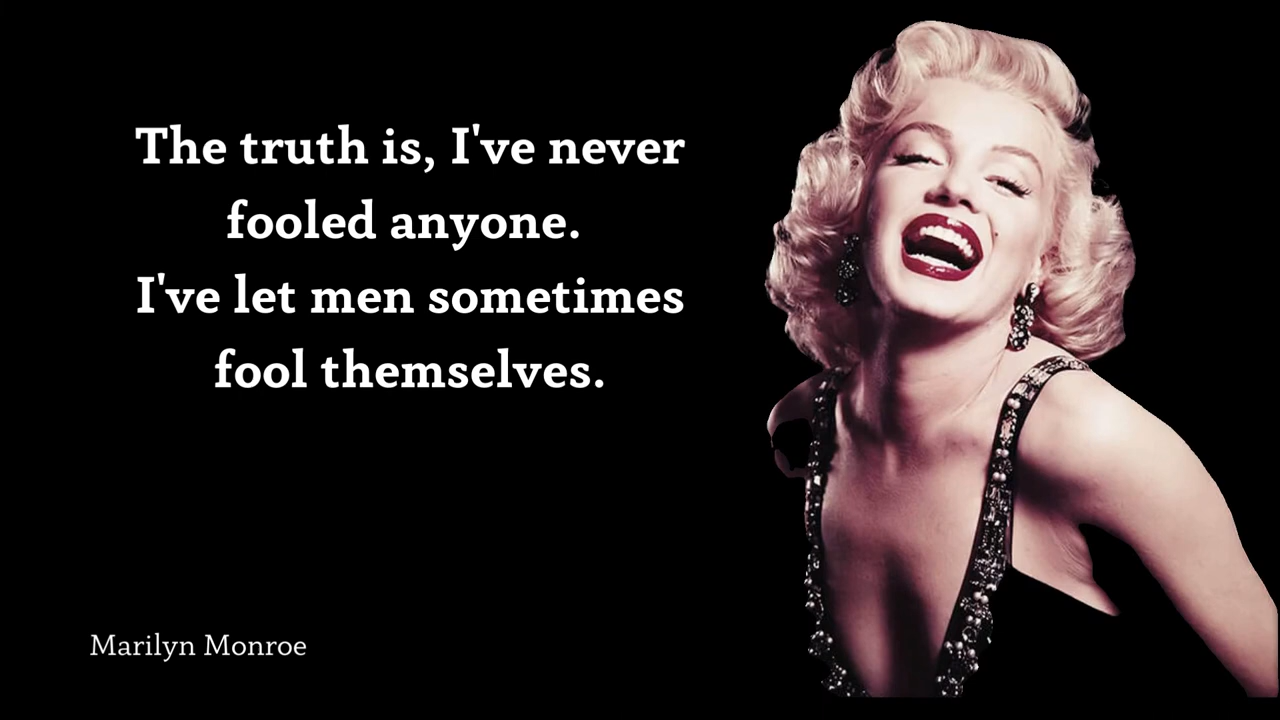 The truth is, I've never
fooled anyone.
I've let men sometimes
fool themselves.
Marilyn Monroe